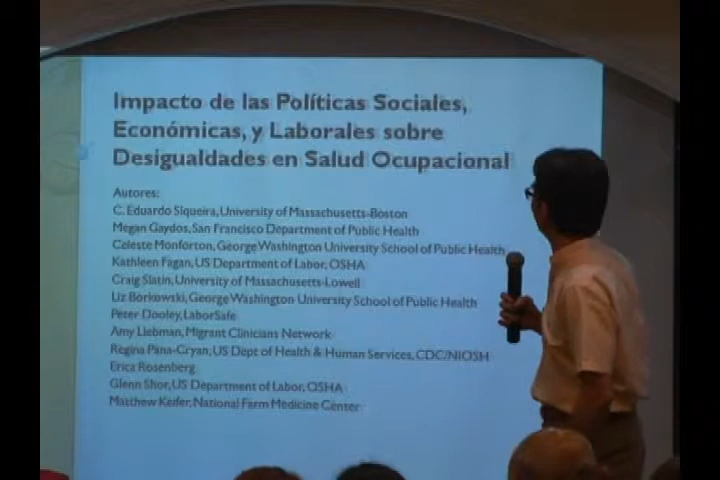 Impacto de las Políticas Sociales,
Económicas, y Laborales sobre
Desigualdades en Salud Ocupacional
Autores:
C. Eduardo Siqueira, University of Massachusetts-Boston
Megan Gaydos, San Francisco Department of Public Health
Celeste Monforton, George Washington University School of Public Health
Kathleen Fagan, US Department of Labor, OSHA
Craig Slatin, University of Massachusetts-Lowell
Liz Borkowski, George Washington University School of Public Health
Peter Dooley, LaborSafe
Amy Liebman, Migrant Clinicians Network
Regina Pana-Cryan, US Dept of Health & Human Services, CDC/NIOSH
Erica Rosenberg
Glenn Shor, US Department of Labor, OSHA
Matthew Keifer, National Farm Medicine Center